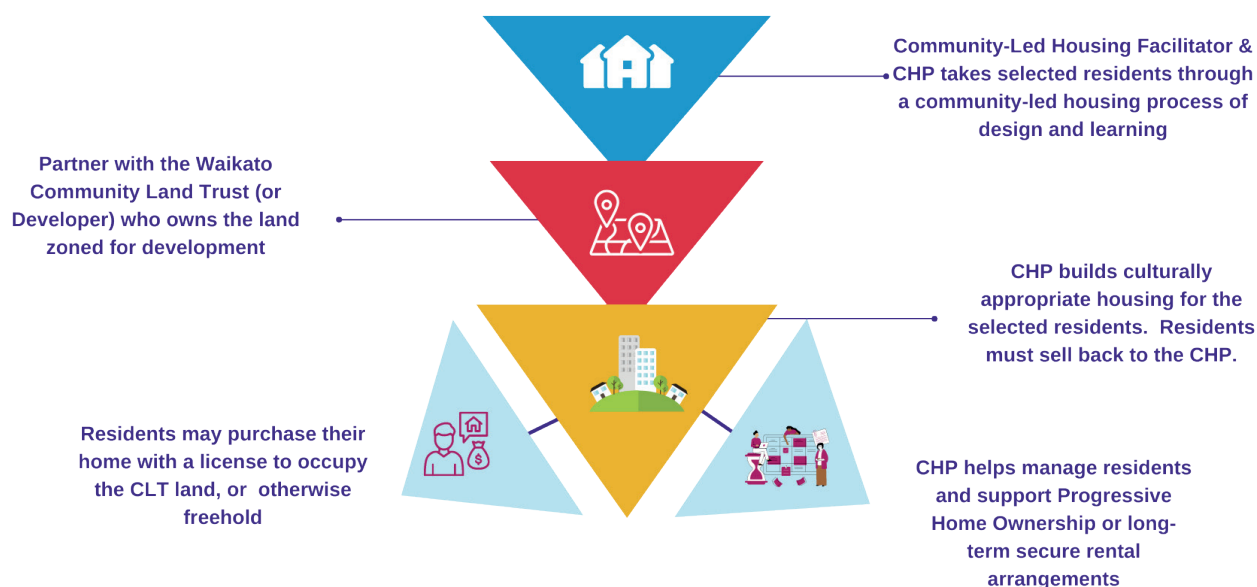 Community-Led Housing Facilitator &
CHP takes selected residents through
a community-led housing process of
design and learning
Partner with the Waikato
Community Land Trust (or
Developer) who owns the land
zoned for development
CHP builds culturally
appropriate housing for the
selected residents.  Residents
must sell back to the CHP.
Residents may purchase their
home with a license to occupy
the CLT land, or  otherwise
freehold
$
CHP helps manage residents
and support Progressive
Home Ownership or long-
term secure rental
arrangements